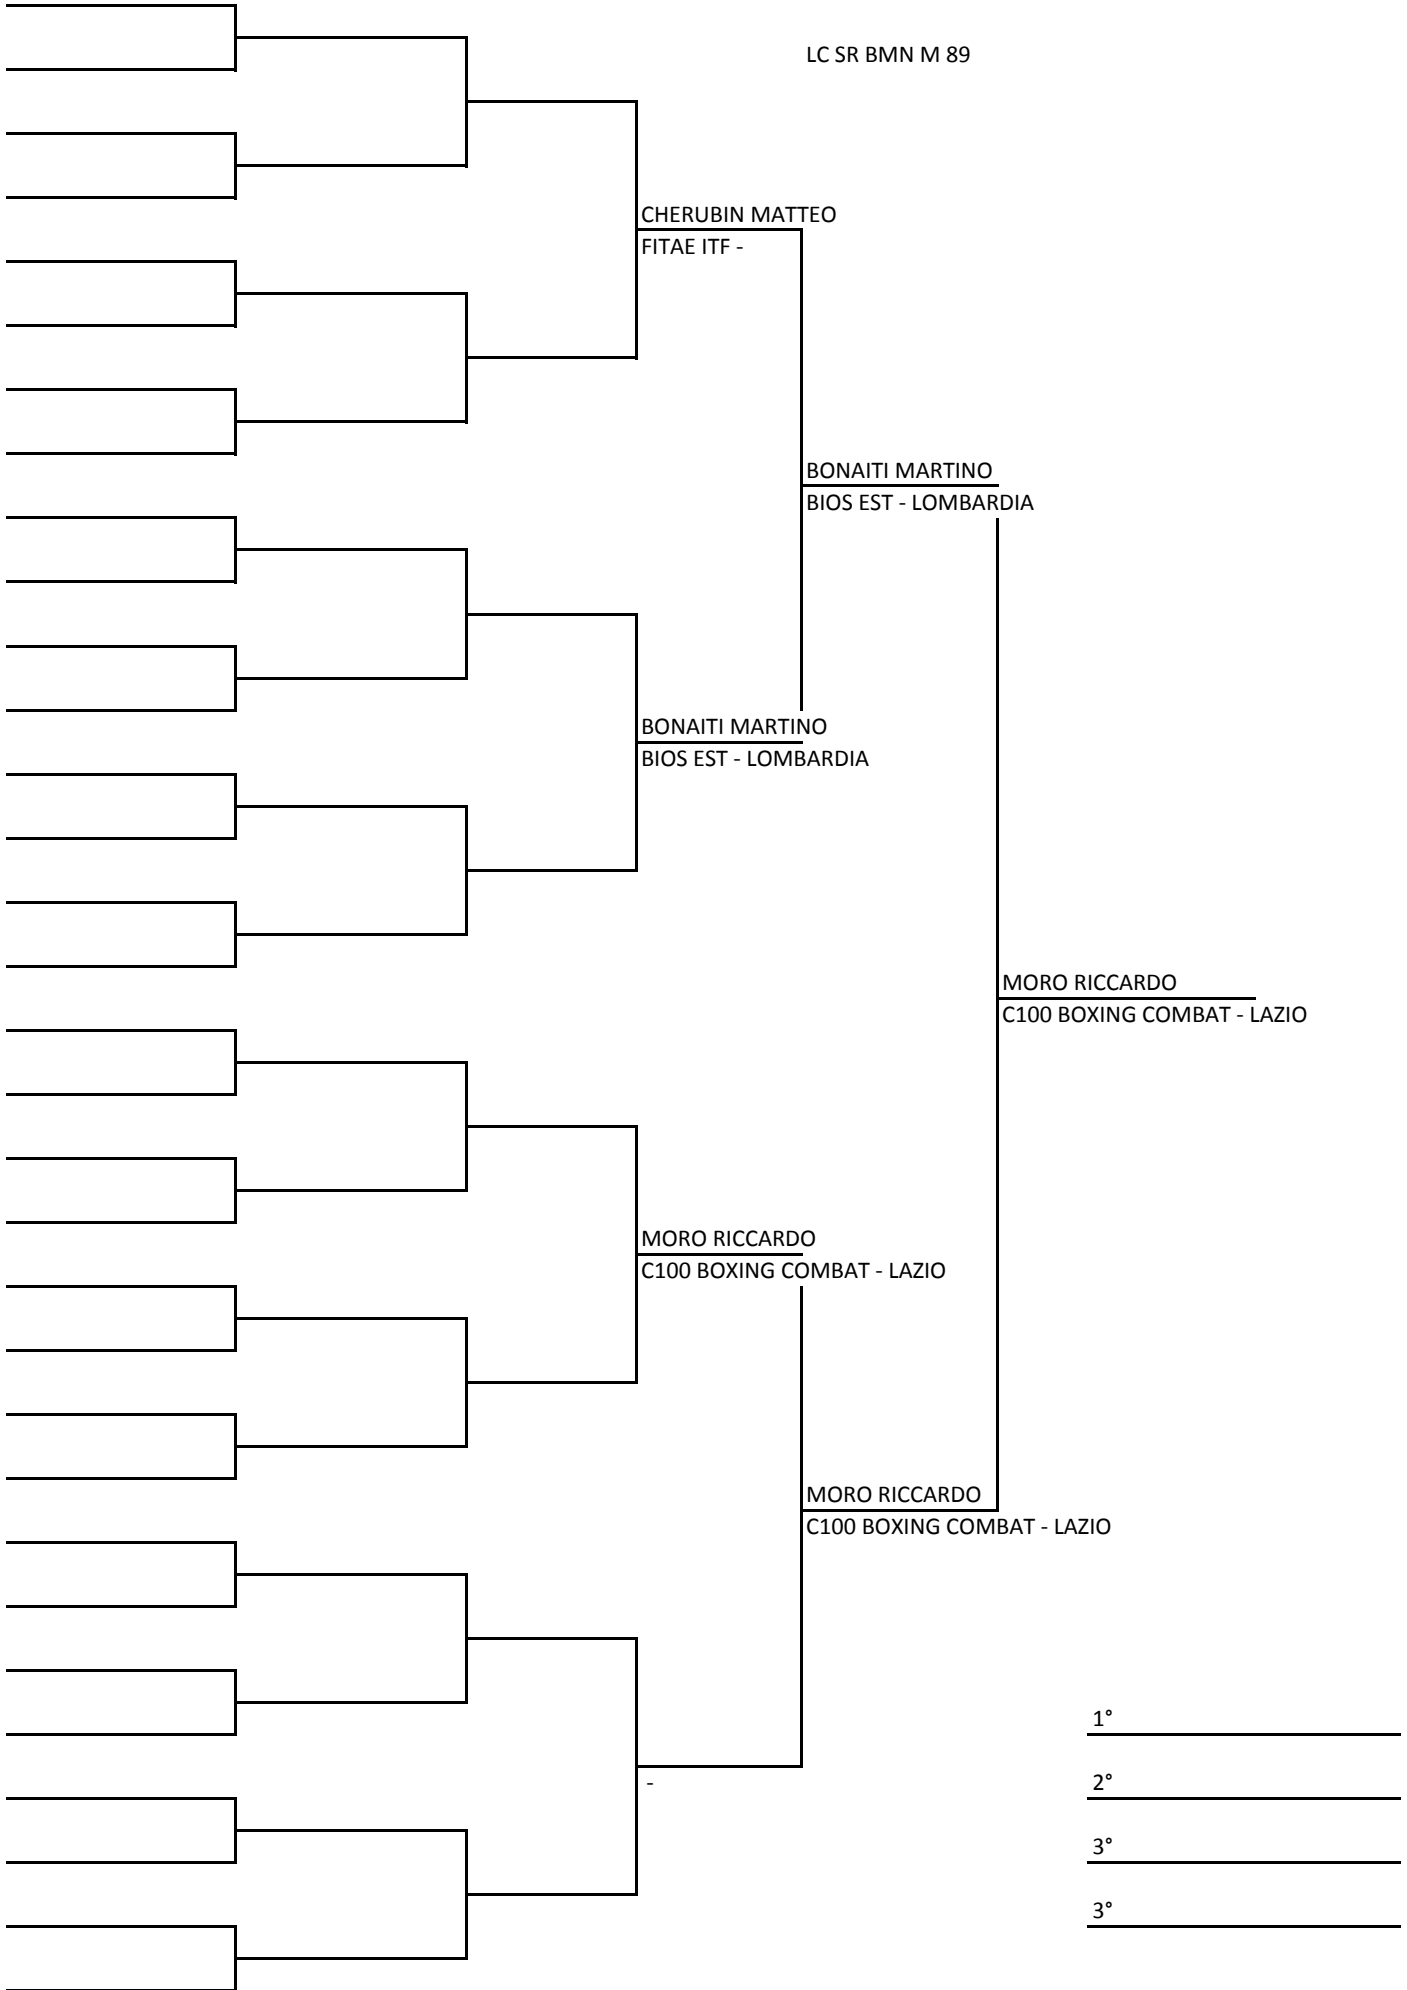 LC SR BMN M 89
CHERUBIN MATTEO
FITAE ITF -
BONAITI MARTINO
BIOS EST - LOMBARDIA
BONAITI MARTINO
BIOS EST - LOMBARDIA
MORO RICCARDO
C100 BOXING COMBAT - LAZIO
MORO RICCARDO
C100 BOXING COMBAT - LAZIO
MORO RICCARDO
C100 BOXING COMBAT - LAZIO
1°
-
2°
3°
3°